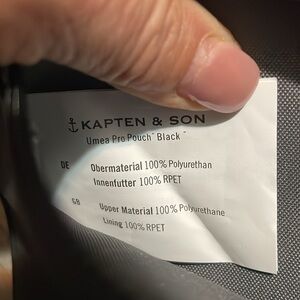 KAPTEN & SON
Umea Pro Pouch" Black"
DE Obermaterial 100% Polyurethan
Innenfutter 100% RPET
GB Upper Material 100% Polyurethane
Lining 100% RPET